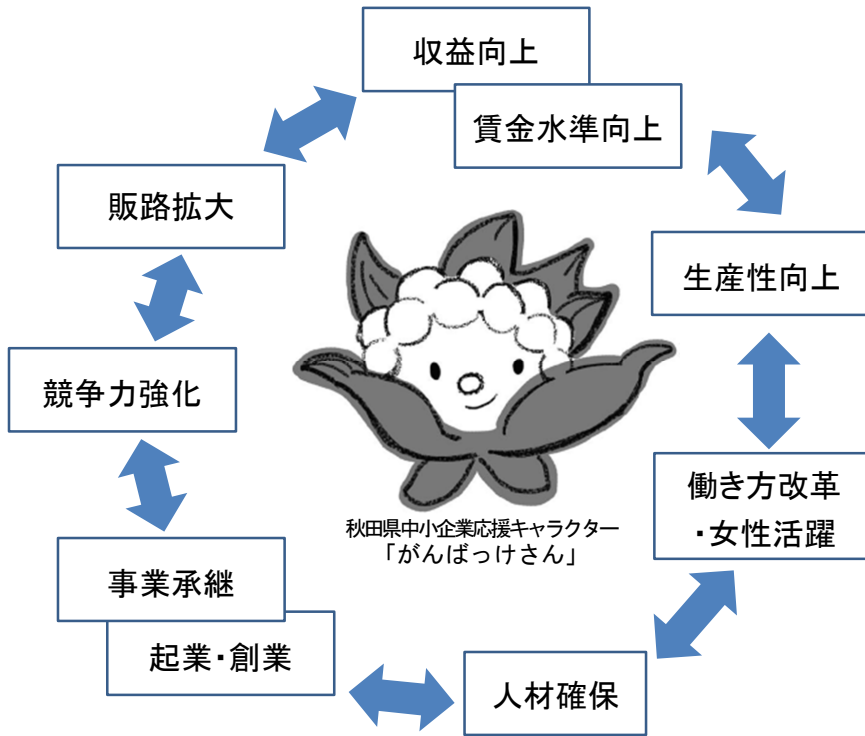 収益向上
賃金水準向上
販路拡大
生産性向上
競争力強化
働き方改革
・女性活躍
秋田県中小企業応援キャラクター
「がんばっけさん」
事業承継
起業・創業
人材確保